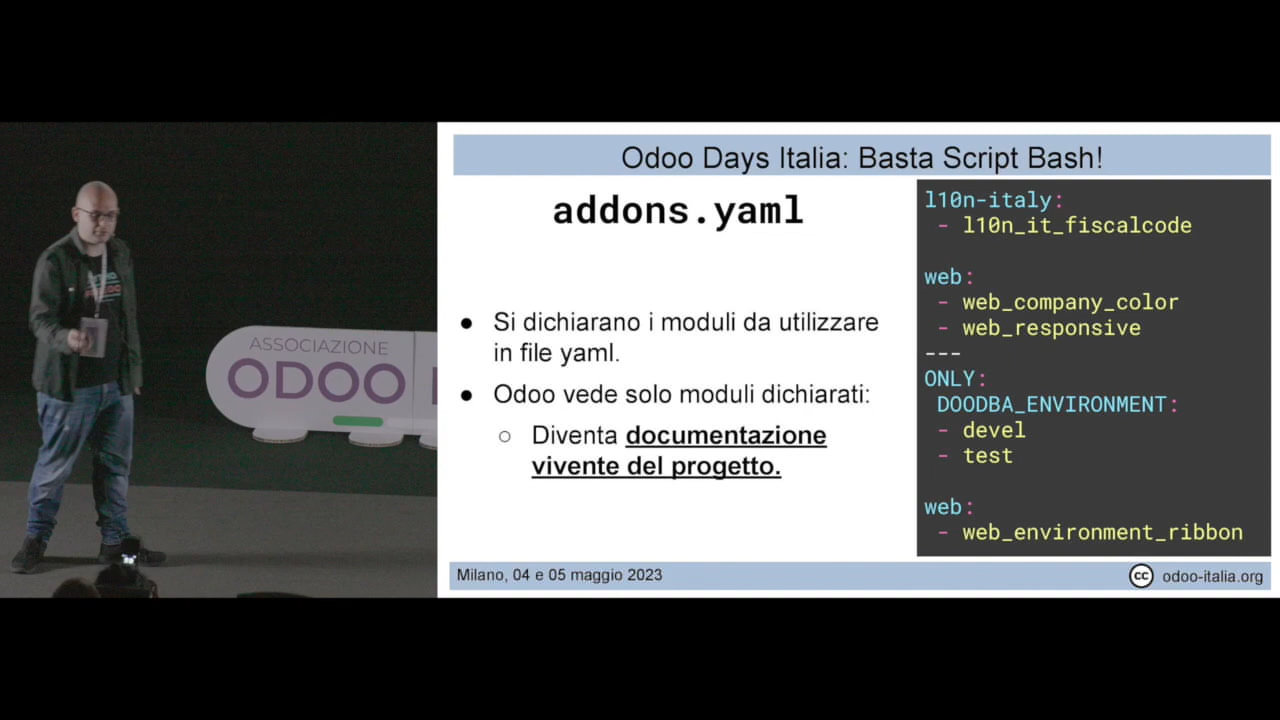 Odoo Days Italia: Basta Script Bash!
addons.yaml
● Si dichiarano i moduli da utilizzare
in file yaml.
● Odoo vede solo moduli dichiarati:
○ Diventa documentazione
vivente del progetto.
l10n-italy:
- l10n_it_fiscalcode
web:
- web_company_color
- web_responsive
---
ONLY:
DOODBA_ENVIRONMENT:
- devel
- test
web:
- web_environment_ribbon
Milano, 04 e 05 maggio 2023
cc odoo-italia.org
ASSOCIAZIONE
ODOO